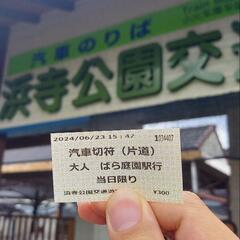 汽車のりば
Train
浜寺公園交
2024/06/23 15:42
汽車切符(片道)
大人 ばら庭園駅行
当日限り
浜寺公園交通遊
¥300